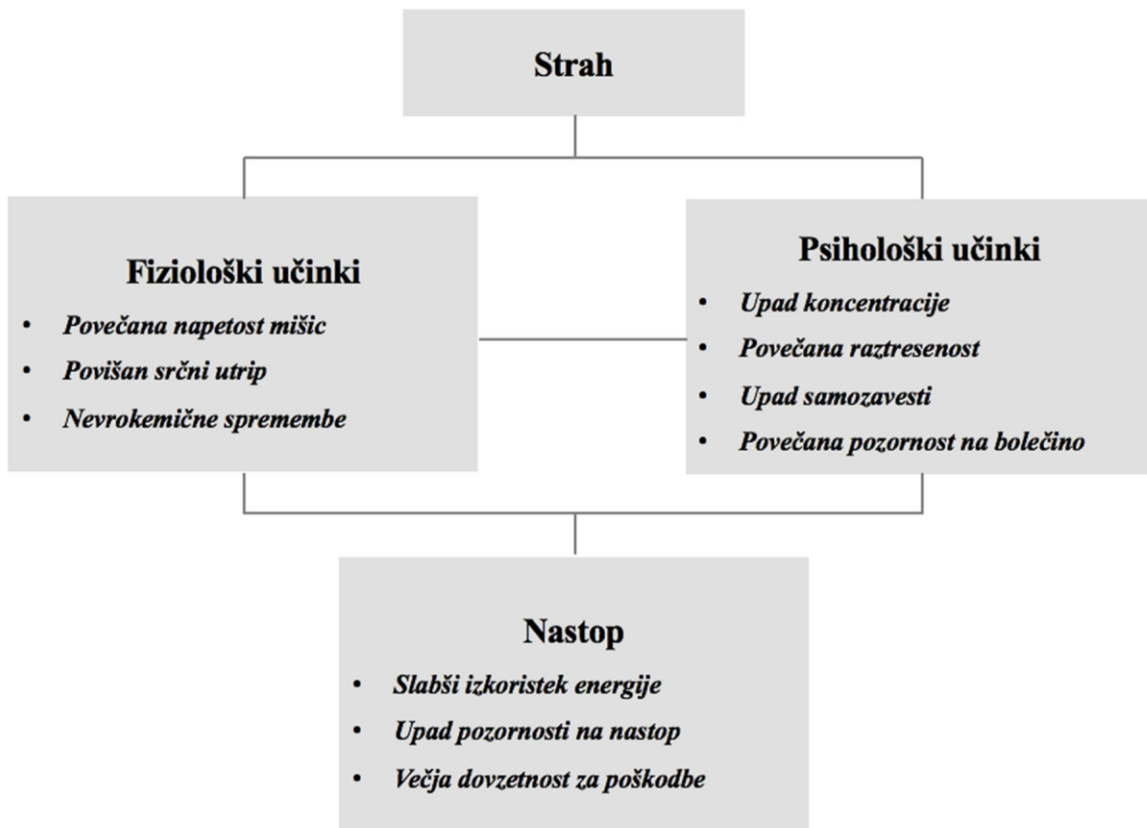 Strah
Fiziološki učinki
• Povečana napetost mišic
• Povišan srčni utrip
• Nevrokemične spremembe
Psihološki učinki
• Upad koncentracije
• Povečana raztresenost
• Upad samozavesti
• Povečana pozornost na bolečino
Nastop
• Slabši izkoristek energije
• Upad pozornosti na nastop
• Večja dovzetnost za poškodbe